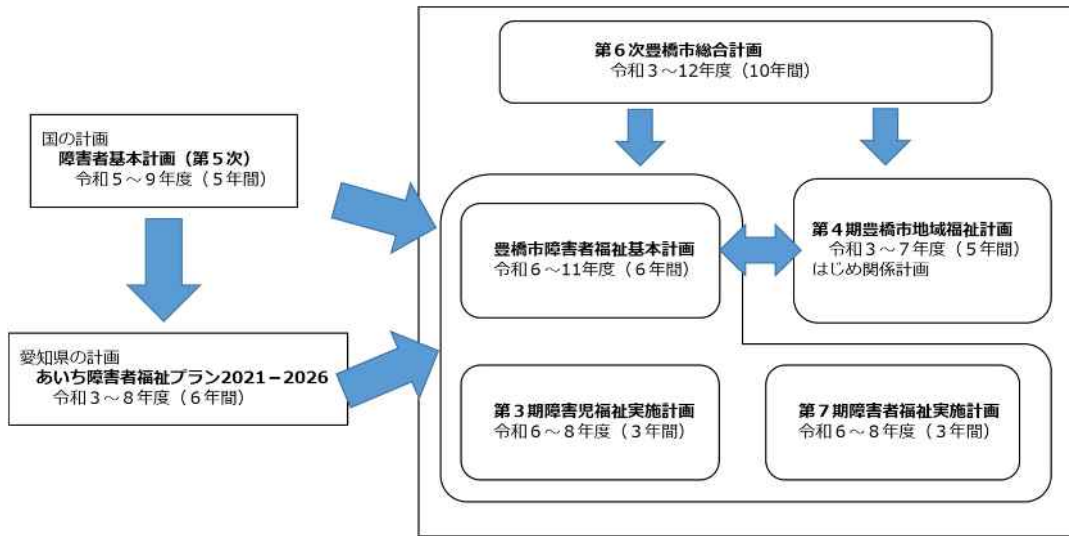 第６次豊橋市総合計画
令和３～12年度（10年間）
国の計画
障害者基本計画（第５次）
令和５～９年度（５年間）
豊橋市障害者福祉基本計画
令和６～11年度（６年間）
第４期豊橋市地域福祉計画
令和３～７年度（５年間）
はじめ関係計画
愛知県の計画
あいち障害者福祉プラン2021－2026
令和３～８年度（６年間）
第３期障害児福祉実施計画
令和６～８年度（３年間）
第７期障害者福祉実施計画
令和６～８年度（３年間）